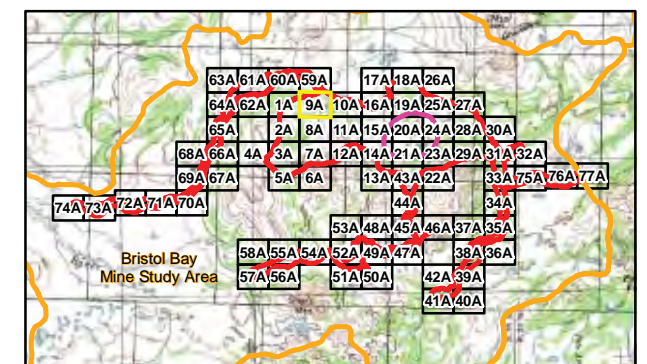 63A 61A 60A 59A 17A 18A 26A
64A 62A 1A 9A 10A 16A 19A 25A 27A
65A 2A 8A 11A 15A 20A 24A 28A 30A
68A 66A 4A 3A 7A 12A 14A 21A 23A 29A 31A 32A
69A 67A 5A 6A 13A 43A 22A 33A 75A 76A 77A
74A 73A 72A 71A 70A 44A 34A
53A 48A 45A 46A 37A 35A
58A 55A 54A 52A 49A 47A 38A 36A
Bristol Bay
Mine Study Area
57A 56A 51A 50A 42A 39A
41A 40A